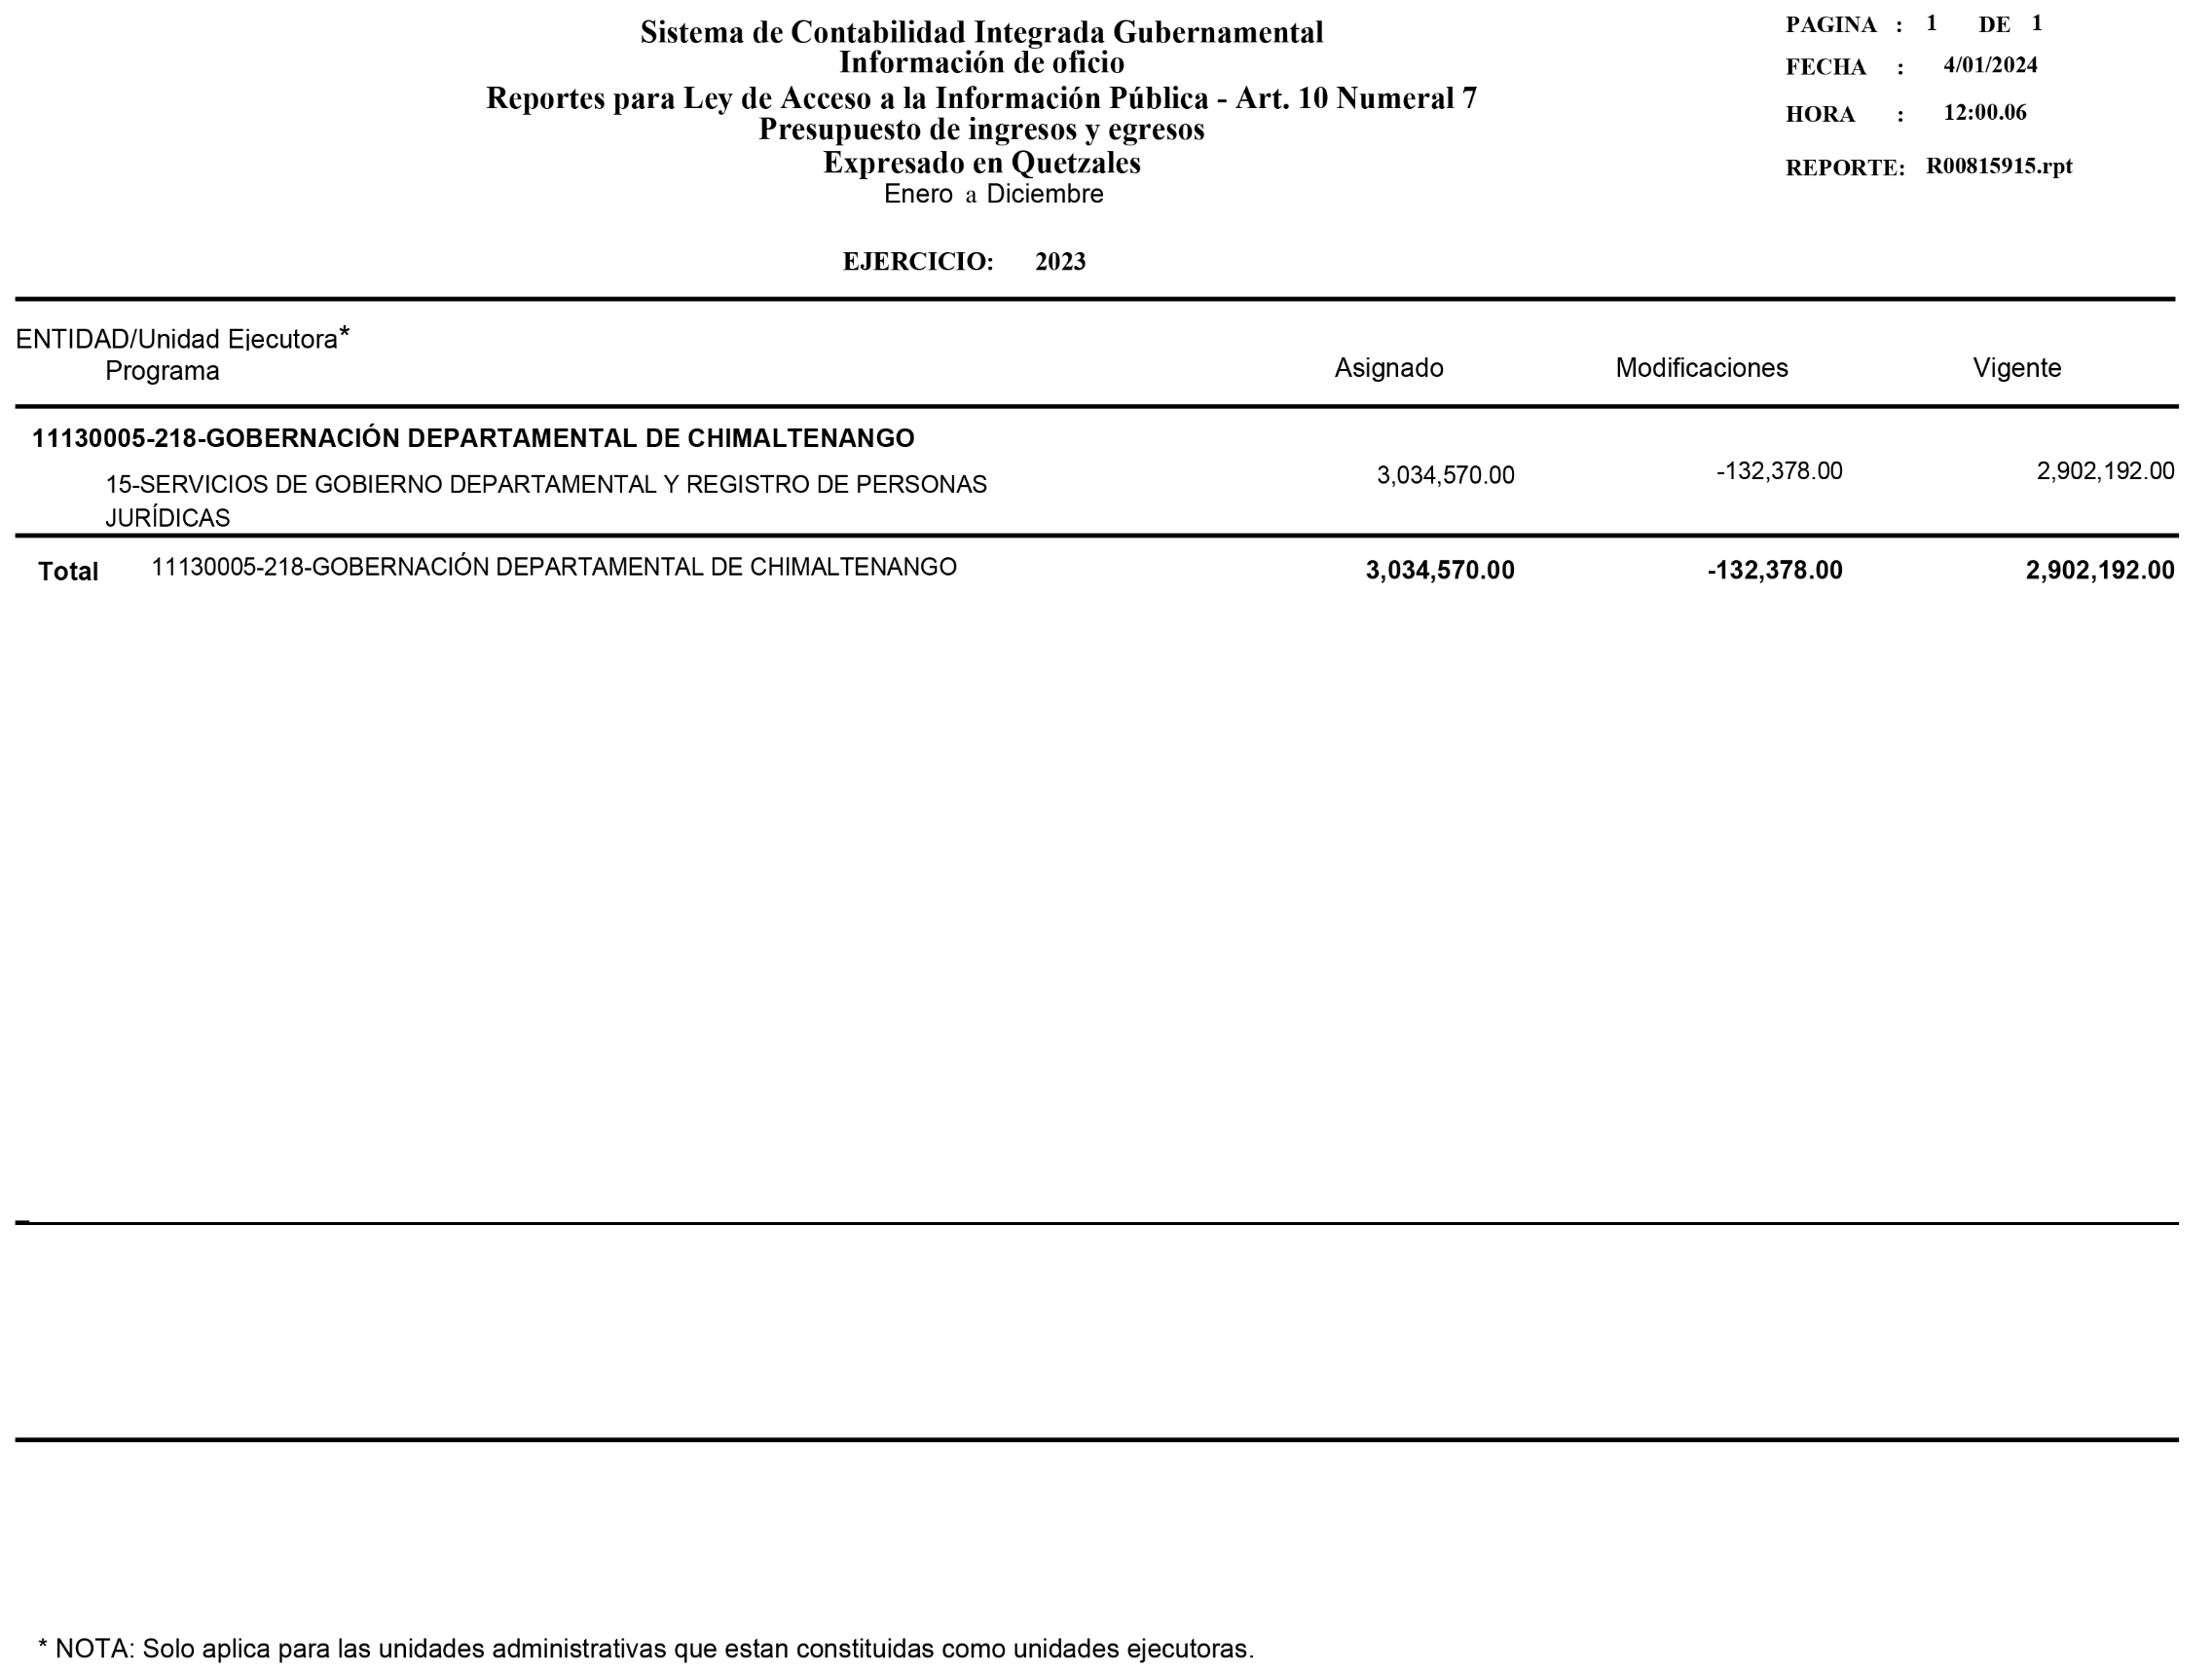 Sistema de Contabilidad Integrada Gubernamental
Información de oficio
Reportes para Ley de Acceso a la Información Pública - Art. 10 Numeral 7
Presupuesto de ingresos y egresos
Expresado en Quetzales
Enero a Diciembre
EJERCICIO: 2023
PAGINA : 1 DE 1
FECHA : 4/01/2024
HORA : 12:00.06
REPORTE: R00815915.rpt
ENTIDAD/Unidad Ejecutora*
Programa Asignado Modificaciones Vigente
11130005-218-GOBERNACIÓN DEPARTAMENTAL DE CHIMALTENANGO
15-SERVICIOS DE GOBIERNO DEPARTAMENTAL Y REGISTRO DE PERSONAS 3,034,570.00 -132,378.00 2,902,192.00
JURÍDICAS
Total 11130005-218-GOBERNACIÓN DEPARTAMENTAL DE CHIMALTENANGO 3,034,570.00 -132,378.00 2,902,192.00
* NOTA: Solo aplica para las unidades administrativas que estan constituidas como unidades ejecutoras.